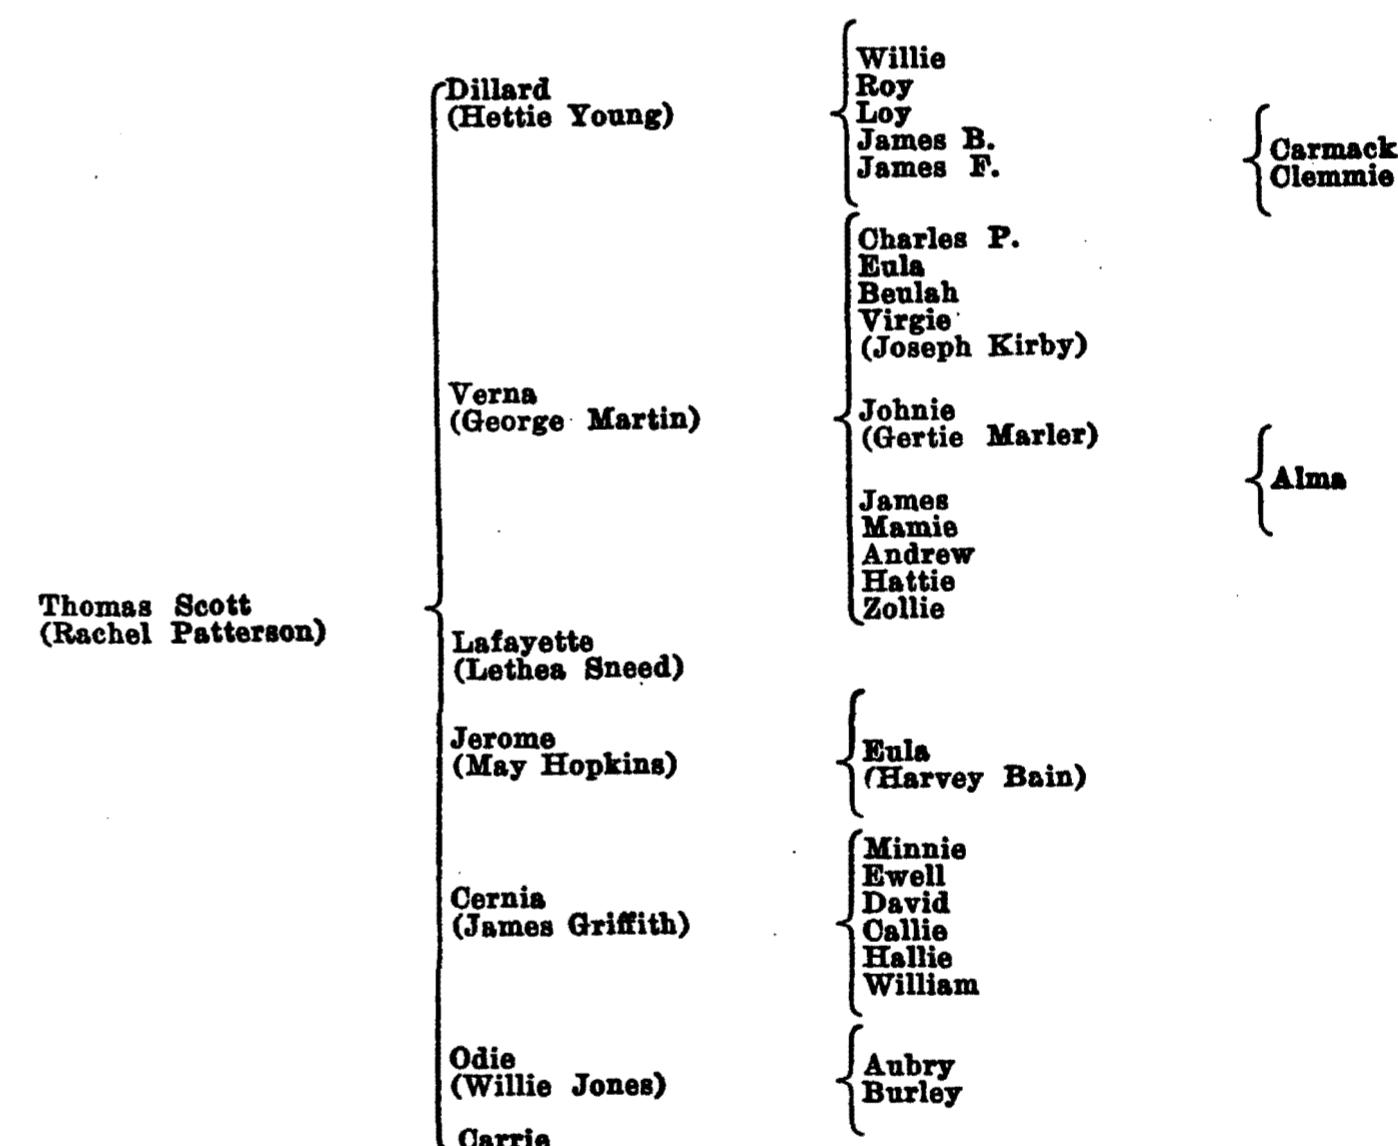 Dillard
(Hettie Young)
Willie
Roy
Loy
James B.
James F.
Carmack
Clemmie
Verna
(George Martin)
Charles P.
Eula
Beulah
Virgie
(Joseph Kirby)
Johnie
(Gertie Marler)
James
Mamie
Andrew
Hattie
Zollie
Alma
Thomas Scott
(Rachel Patterson)
Lafayette
(Lethea Sneed)
Jerome
(May Hopkins)
Eula
(Harvey Bain)
Cernia
(James Griffith)
Minnie
Ewell
David
Callie
Hallie
William
Odie
(Willie Jones)
Aubry
Burley
Carrie